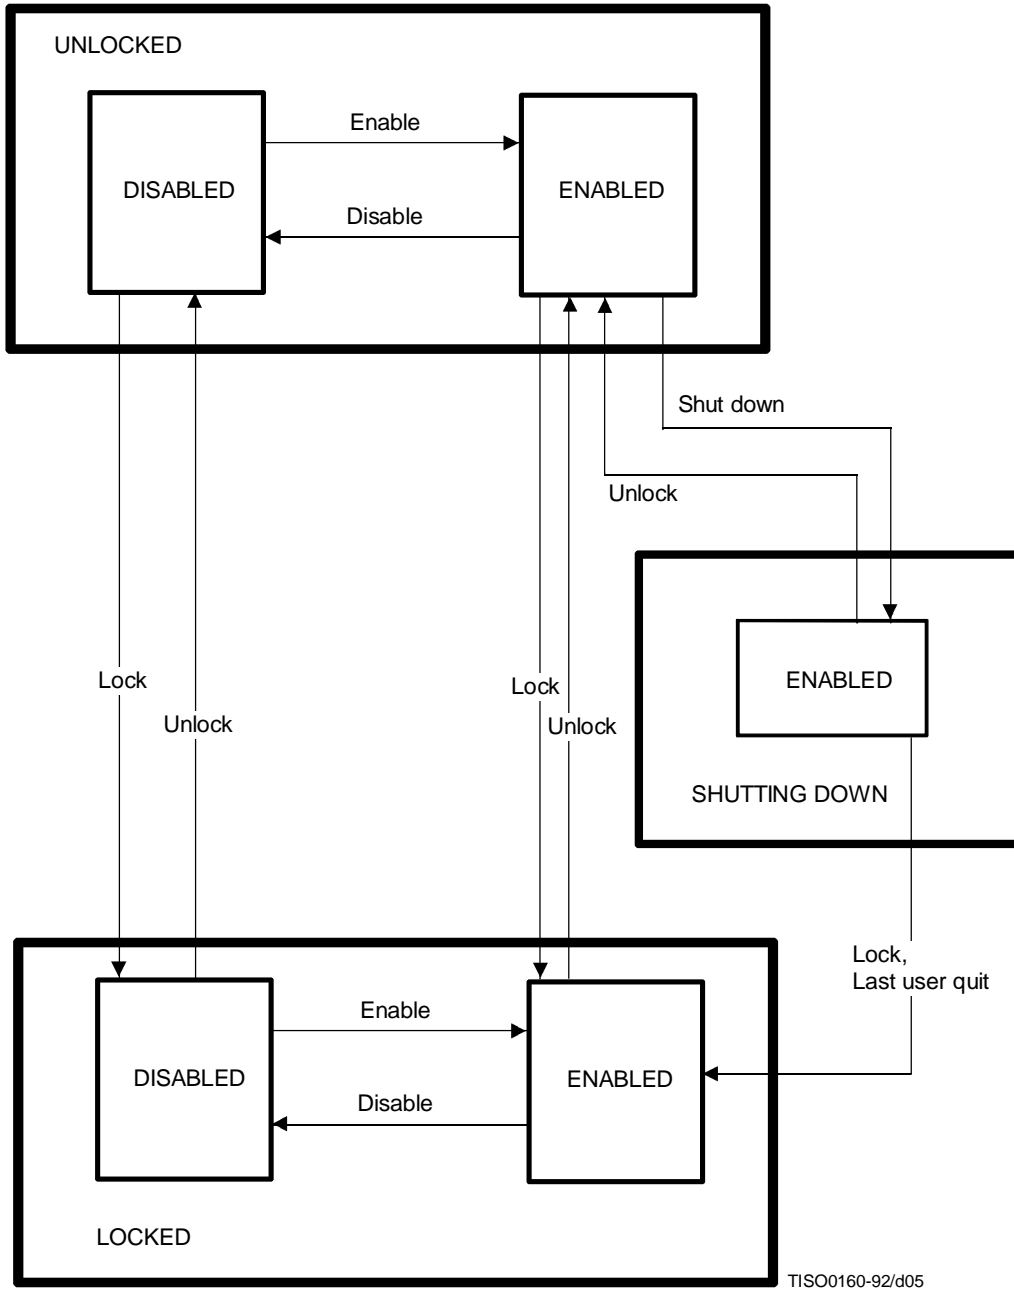 UNLOCKED
Enable
DISABLED
ENABLED
Disable
Shut down
Unlock
Lock
Unlock
Lock
Unlock
ENABLED
SHUTTING DOWN
Lock,
Last user quit
Enable
DISABLED
ENABLED
Disable
LOCKED
TISO0160-92/d05